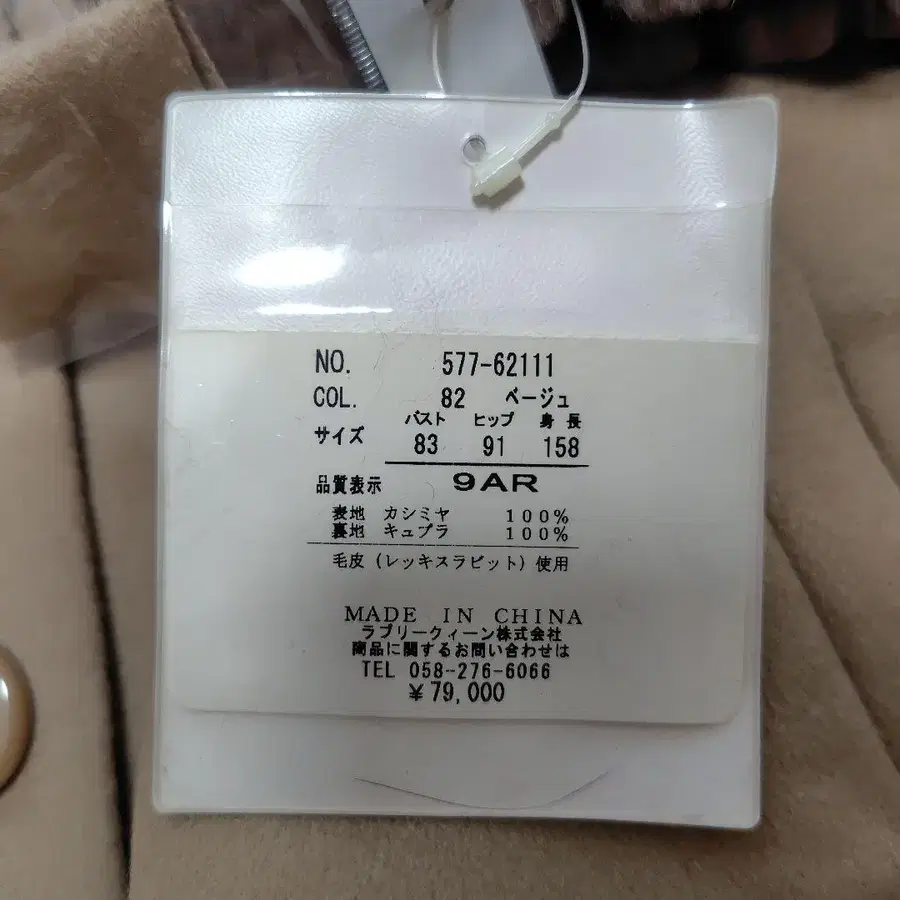 NO. 577-62111
COL. 82 ベージュ
バスト ヒップ 身長
サイズ 83 91 158
品質表示 9AR
表地 カシミヤ 100%
裏地 キュプラ 100%
毛皮(レッキスラビット)使用
MADE IN CHINA
ラブリークィーン株式会社
商品に関するお問い合わせは
TEL 058-276-6066
¥79,000